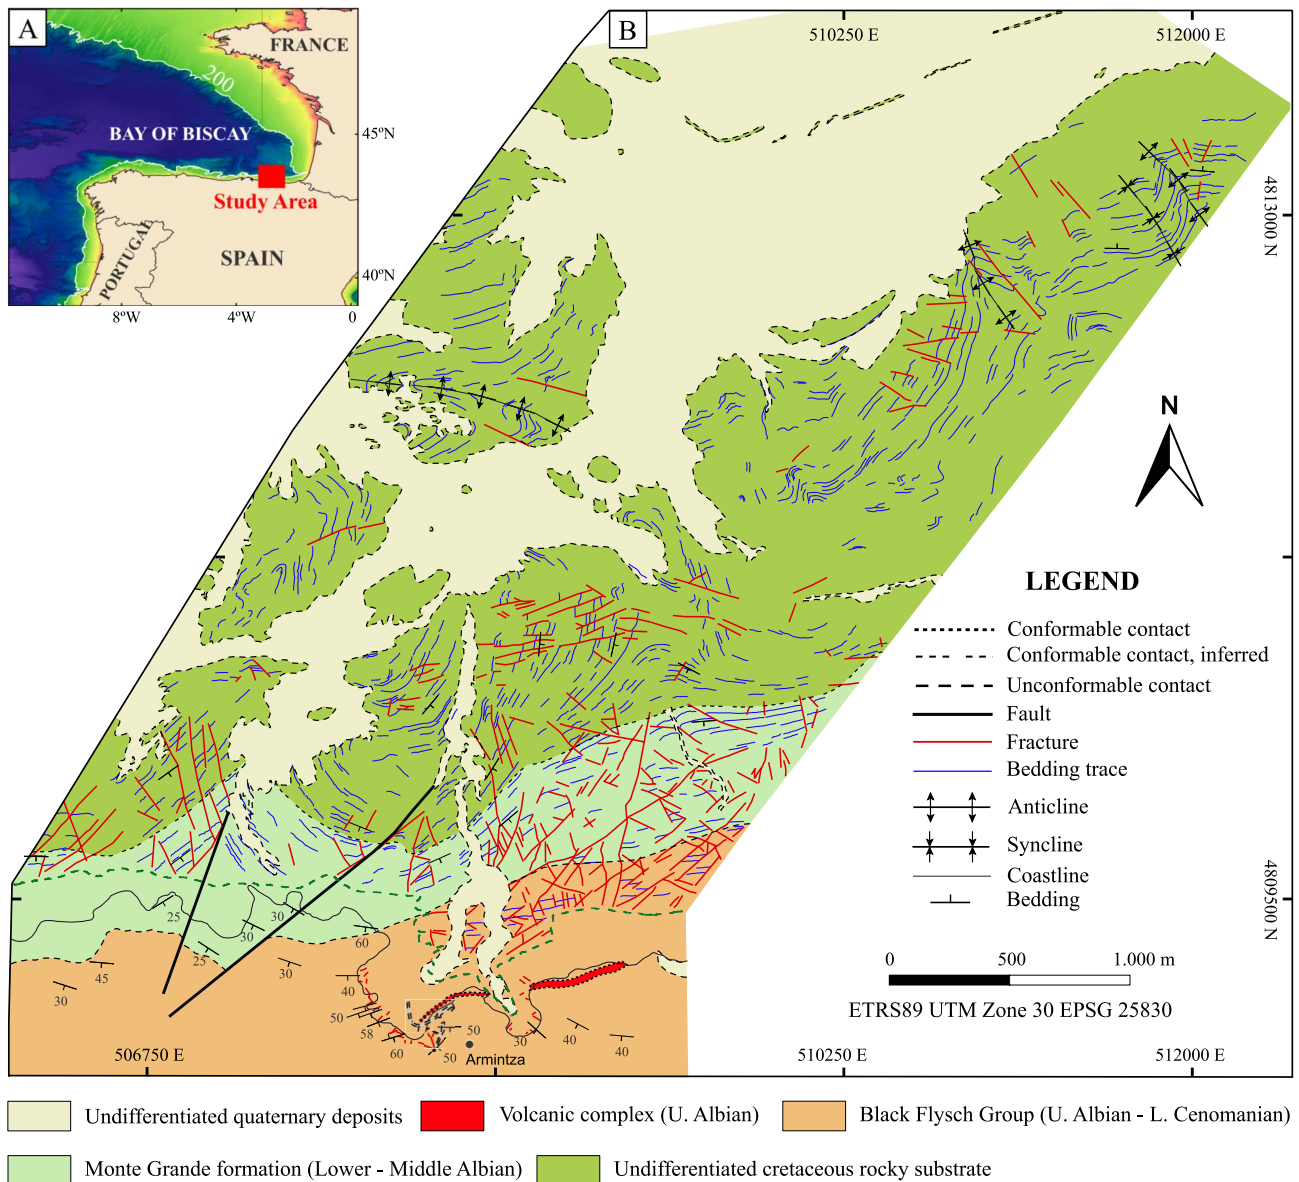 A
FRANCE
200
BAY OF BISCAY
45ºN
Study Area
PORTUGAL
SPAIN
40ºN
8ºW
4ºW
0
B
510250 E
512000 E
4813000 N
N
LEGEND
Conformable contact
Conformable contact, inferred
Unconformable contact
Fault
Fracture
Bedding trace
Anticline
Syncline
Coastline
Bedding
4809500 N
0
500
1.000 m
ETRS89 UTM Zone 30 EPSG 25830
25
30
30
60
25
45
30
30
40
50
58
60
50
50
30
40
40
Armintza
506750 E
510250 E
512000 E
Undifferentiated quaternary deposits
Volcanic complex (U. Albian)
Black Flysch Group (U. Albian - L. Cenomanian)
Monte Grande formation (Lower - Middle Albian)
Undifferentiated cretaceous rocky substrate